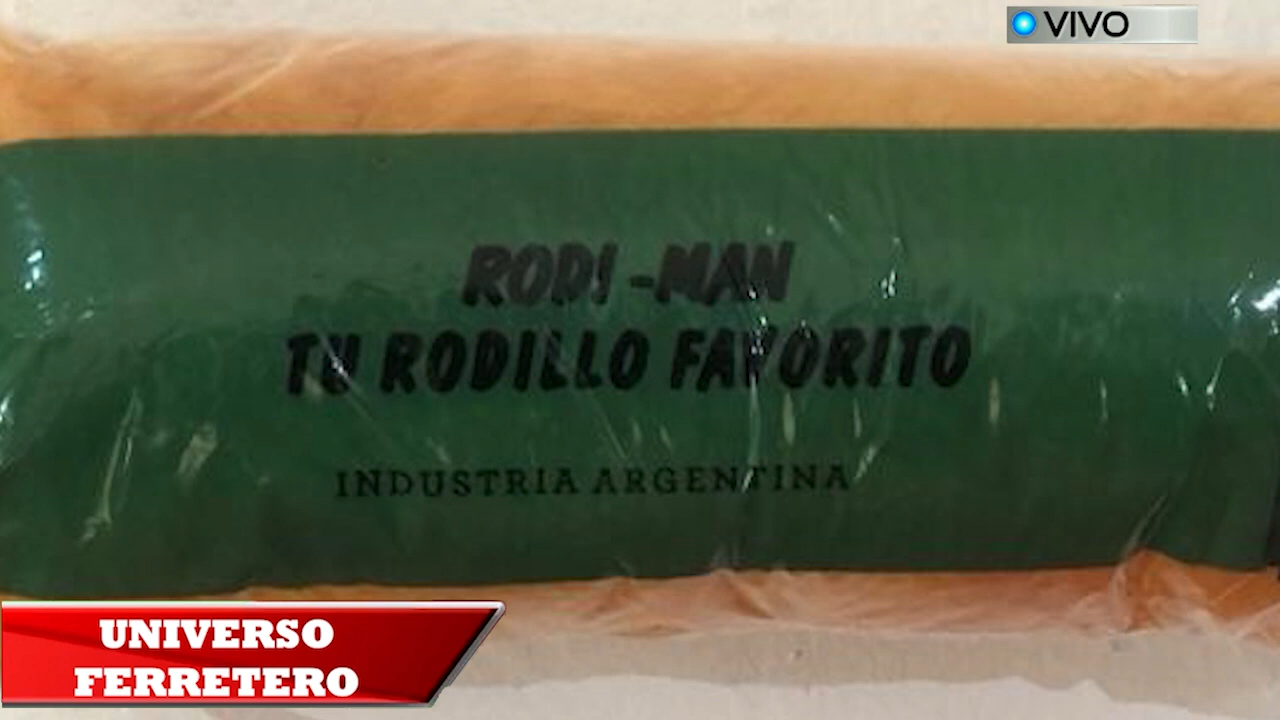 VIVO
RODI-MAN
TU RODILLO FAVORITO
INDUSTRIA ARGENTINA
UNIVERSO
FERRETERO